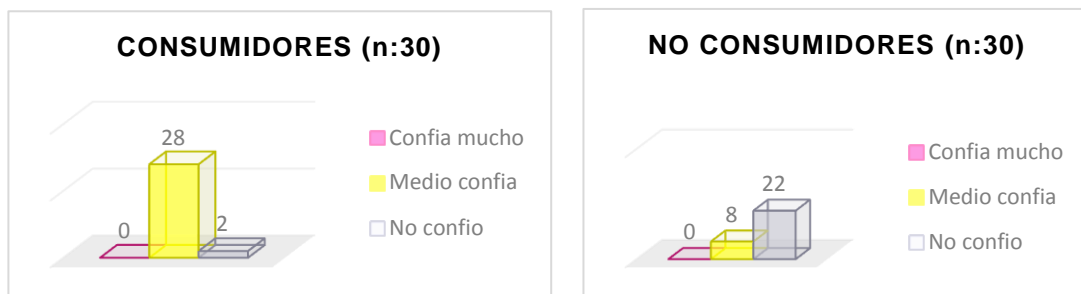 CONSUMIDORES (n:30)
28
0
2
Confia mucho
Medio confia
No confio
NO CONSUMIDORES (n:30)
0
8
22
Confia mucho
Medio confia
No confio